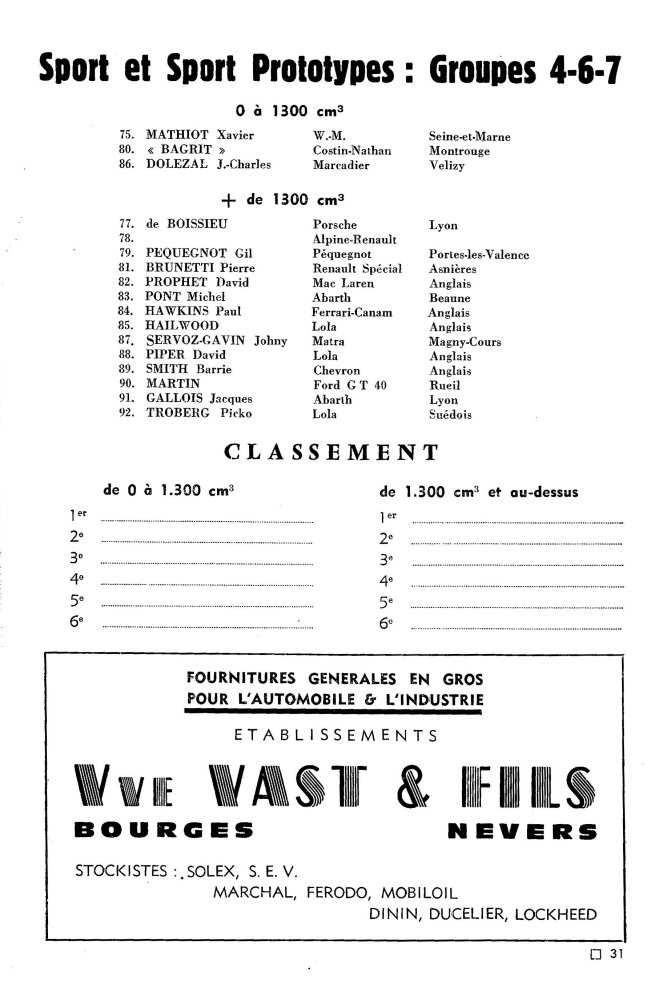 Sport et Sport Prototypes : Groupes 4-6-7
0 à 1300 cm³
75. MATHIOT Xavier W.-M. Seine-et-Marne
80. « BAGRIT » Costin-Nathan Montrouge
86. DOLEZAL J.-Charles Marcadier Velizy
+ de 1300 cm³
77. de BOISSIEU Porsche Lyon
78. Alpine-Renault
79. PEQUEGNOT Gil Péquegnot Portes-les-Valence
81. BRUNETTI Pierre Renault Spécial Asnières
82. PROPHET David Mac Laren Anglais
83. PONT Michel Abarth Beaune
84. HAWKINS Paul Ferrari-Canam Anglais
85. HAILWOOD Lola Anglais
87. SERVOZ-GAVIN Johny Matra Magny-Cours
88. PIPER David Lola Anglais
89. SMITH Barrie Chevron Anglais
90. MARTIN Ford G T 40 Rueil
91. GALLOIS Jacques Abarth Lyon
92. TROBERG Picko Lola Suédois
CLASSEMENT
de 0 à 1.300 cm³ de 1.300 cm³ et au-dessus
1er 1er
2e 2e
3e 3e
4e 4e
5e 5e
6e 6e
FOURNITURES GENERALES EN GROS
POUR L'AUTOMOBILE & L'INDUSTRIE
ETABLISSEMENTS
VVE VAST & FILS
BOURGES NEVERS
STOCKISTES : SOLEX, S. E. V.
MARCHAL, FERODO, MOBILOIL
DININ, DUCELIER, LOCKHEED
31